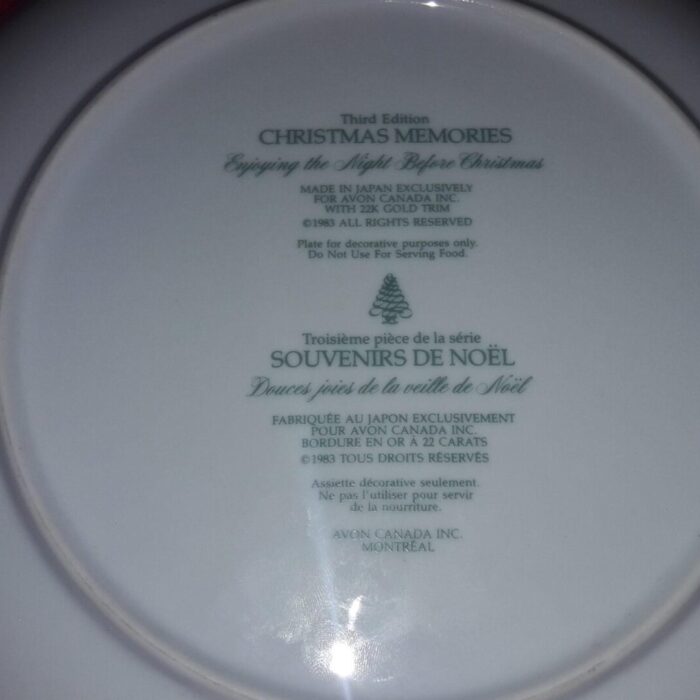 Third Edition
CHRISTMAS MEMORIES
Enjoying the Night Before Christmas
MADE IN JAPAN EXCLUSIVELY
FOR AVON CANADA INC.
WITH 22K GOLD TRIM
©1983 ALL RIGHTS RESERVED
Plate for decorative purposes only.
Do Not Use For Serving Food.
Troisième pièce de la série
SOUVENIRS DE NOËL
Douces joies de la veille de Noël
FABRIQUÉE AU JAPON EXCLUSIVEMENT
POUR AVON CANADA INC.
BORDURE EN OR À 22 CARATS
©1983 TOUS DROITS RÉSERVÉS
Assiette décorative seulement.
Ne pas l'utiliser pour servir
de la nourriture.
AVON CANADA INC.
MONTRÉAL